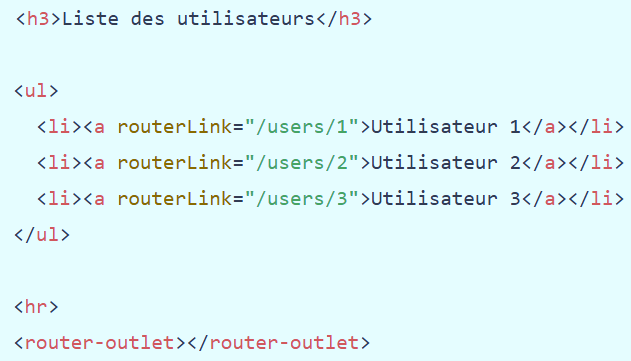 <h3>Liste des utilisateurs</h3>
<ul>
<li><a routerLink="/users/1">Utilisateur 1</a></li>
<li><a routerLink="/users/2">Utilisateur 2</a></li>
<li><a routerLink="/users/3">Utilisateur 3</a></li>
</ul>
<hr>
<router-outlet></router-outlet>